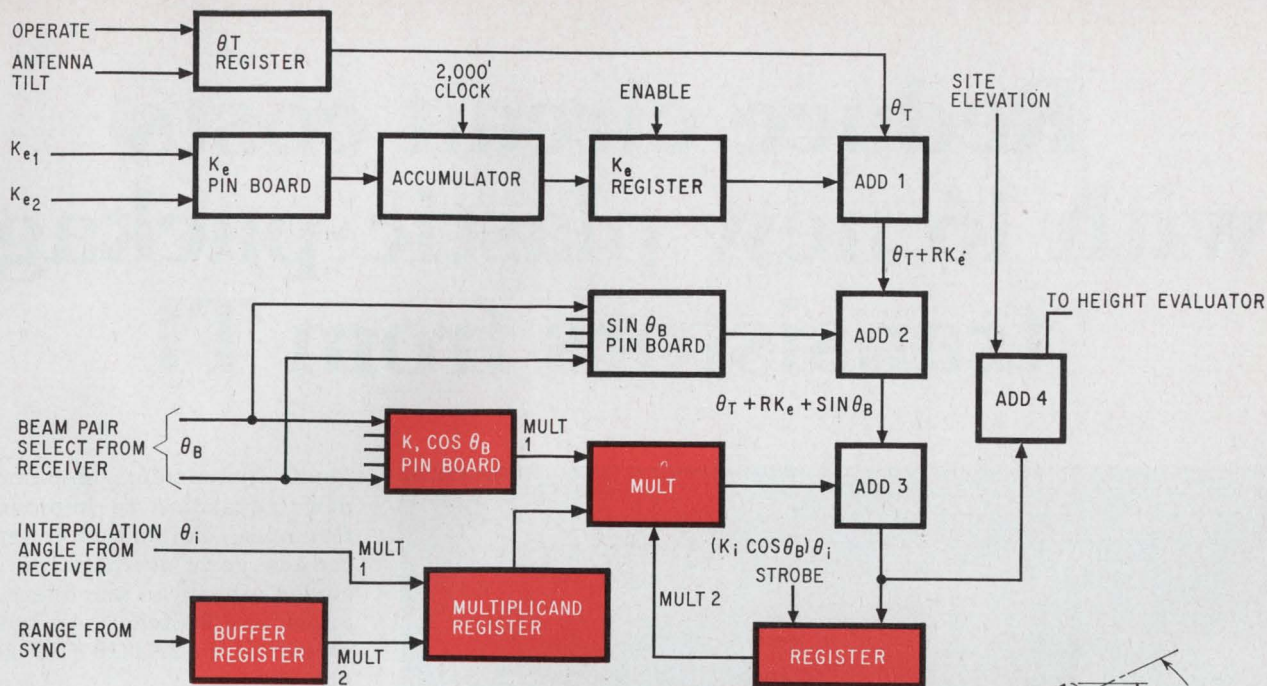 OPERATE
ANTENNA
TILT
θT
REGISTER
2,000'
CLOCK
ENABLE
SITE
ELEVATION
θT
Ke1
Ke2
Ke
PIN BOARD
ACCUMULATOR
Ke
REGISTER
ADD 1
θT + RKe
TO HEIGHT EVALUATOR
SIN θB
PIN BOARD
ADD 2
ADD 4
θT + RKe + SIN θB
BEAM PAIR
SELECT FROM
RECEIVER
θB
K, COS θB
PIN BOARD
MULT
1
MULT
ADD 3
INTERPOLATION
ANGLE FROM
RECEIVER
θi
MULT
1
(Ki COS θB) θi
STROBE
MULTIPLICAND
REGISTER
MULT 2
RANGE FROM
SYNC
BUFFER
REGISTER
MULT
2
REGISTER